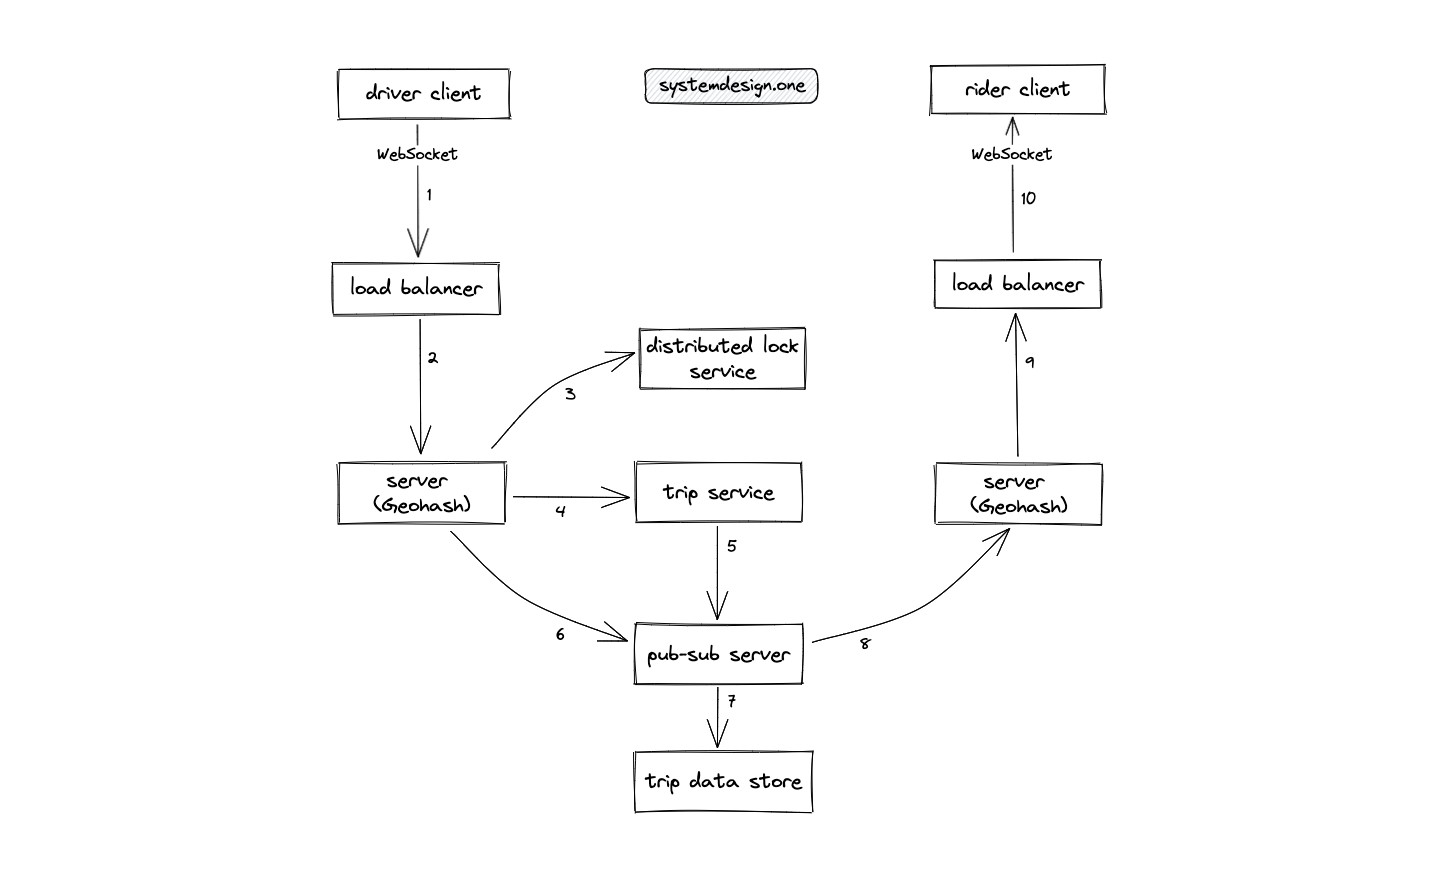 driver client
systemdesign.one
rider client
WebSocket
WebSocket
1
10
load balancer
load balancer
2
distributed lock
service
9
3
server
(Geohash)
trip service
server
(Geohash)
4
5
6
pub-sub server
8
7
trip data store